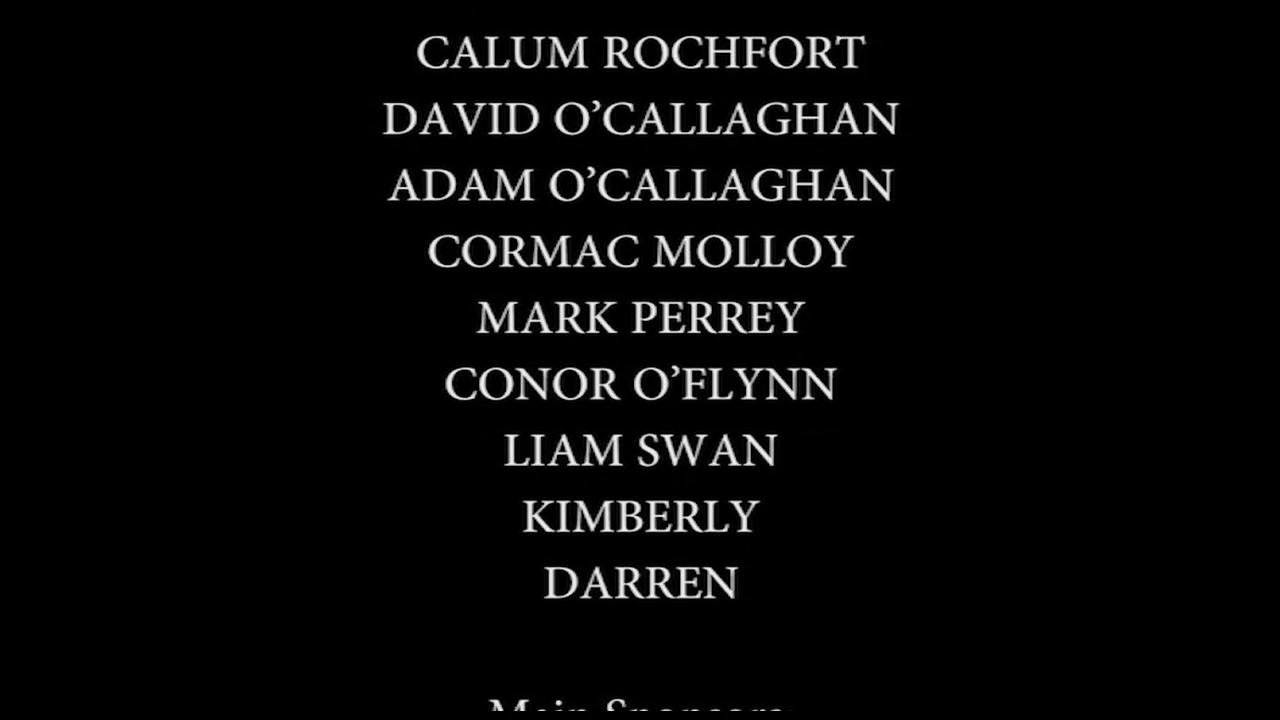 CALUM ROCHFORT
DAVID O’CALLAGHAN
ADAM O’CALLAGHAN
CORMAC MOLLOY
MARK PERREY
CONOR O’FLYNN
LIAM SWAN
KIMBERLY
DARREN